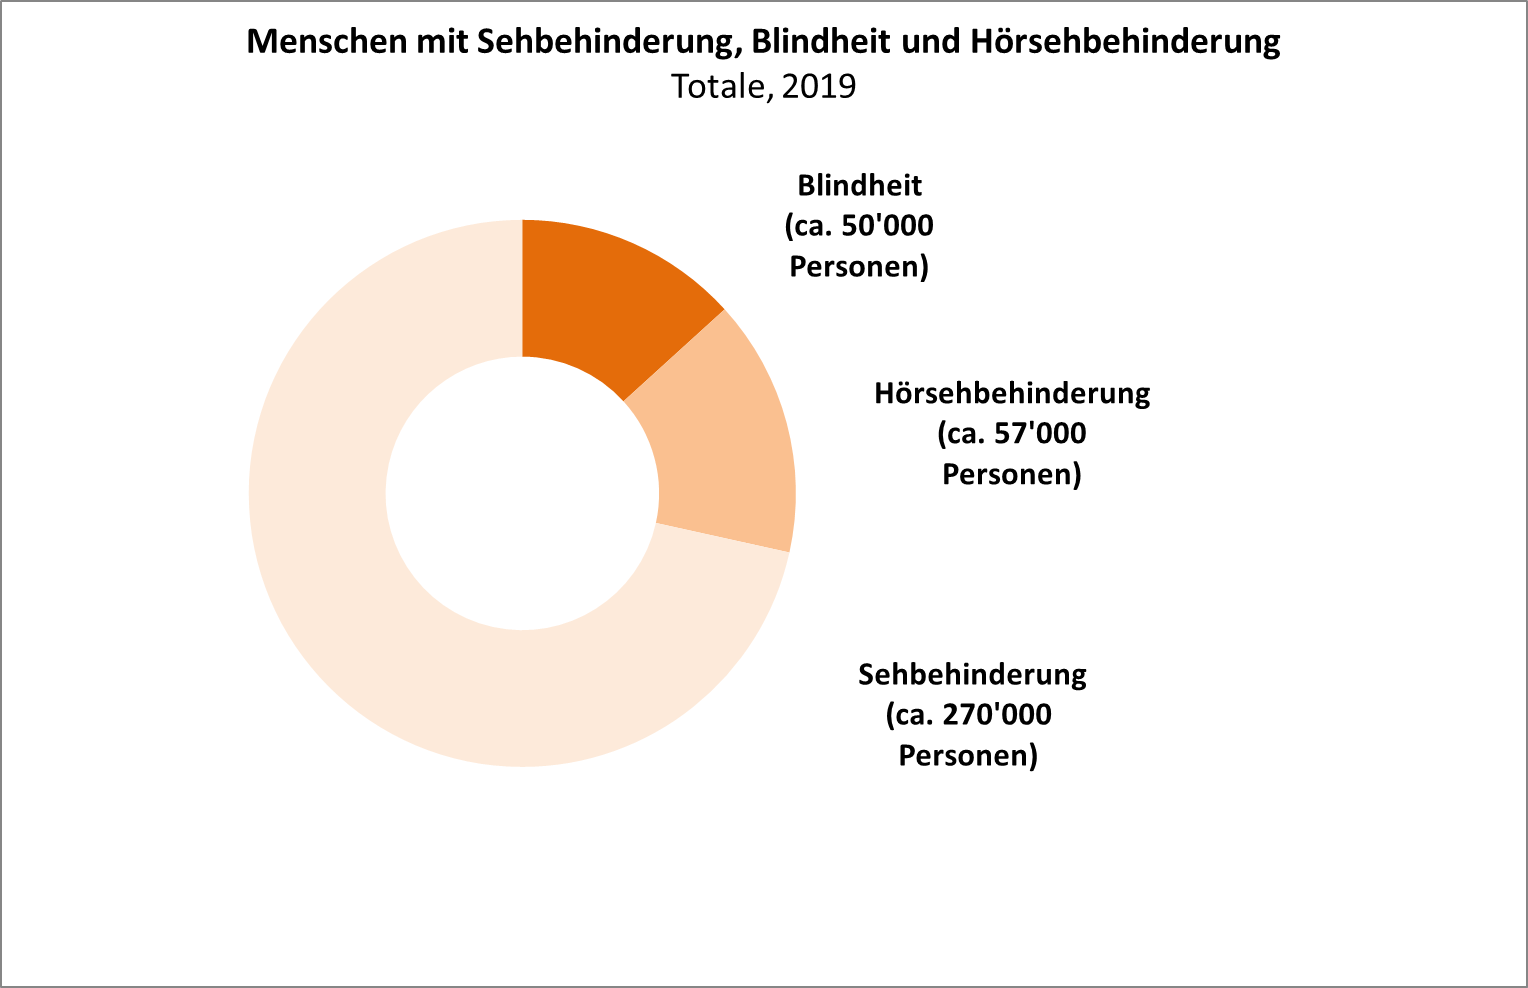 Menschen mit Sehbehinderung, Blindheit und Hörsehbehinderung
Totale, 2019
Blindheit
(ca. 50'000
Personen)
Hörsehbehinderung
(ca. 57'000
Personen)
Sehbehinderung
(ca. 270'000
Personen)